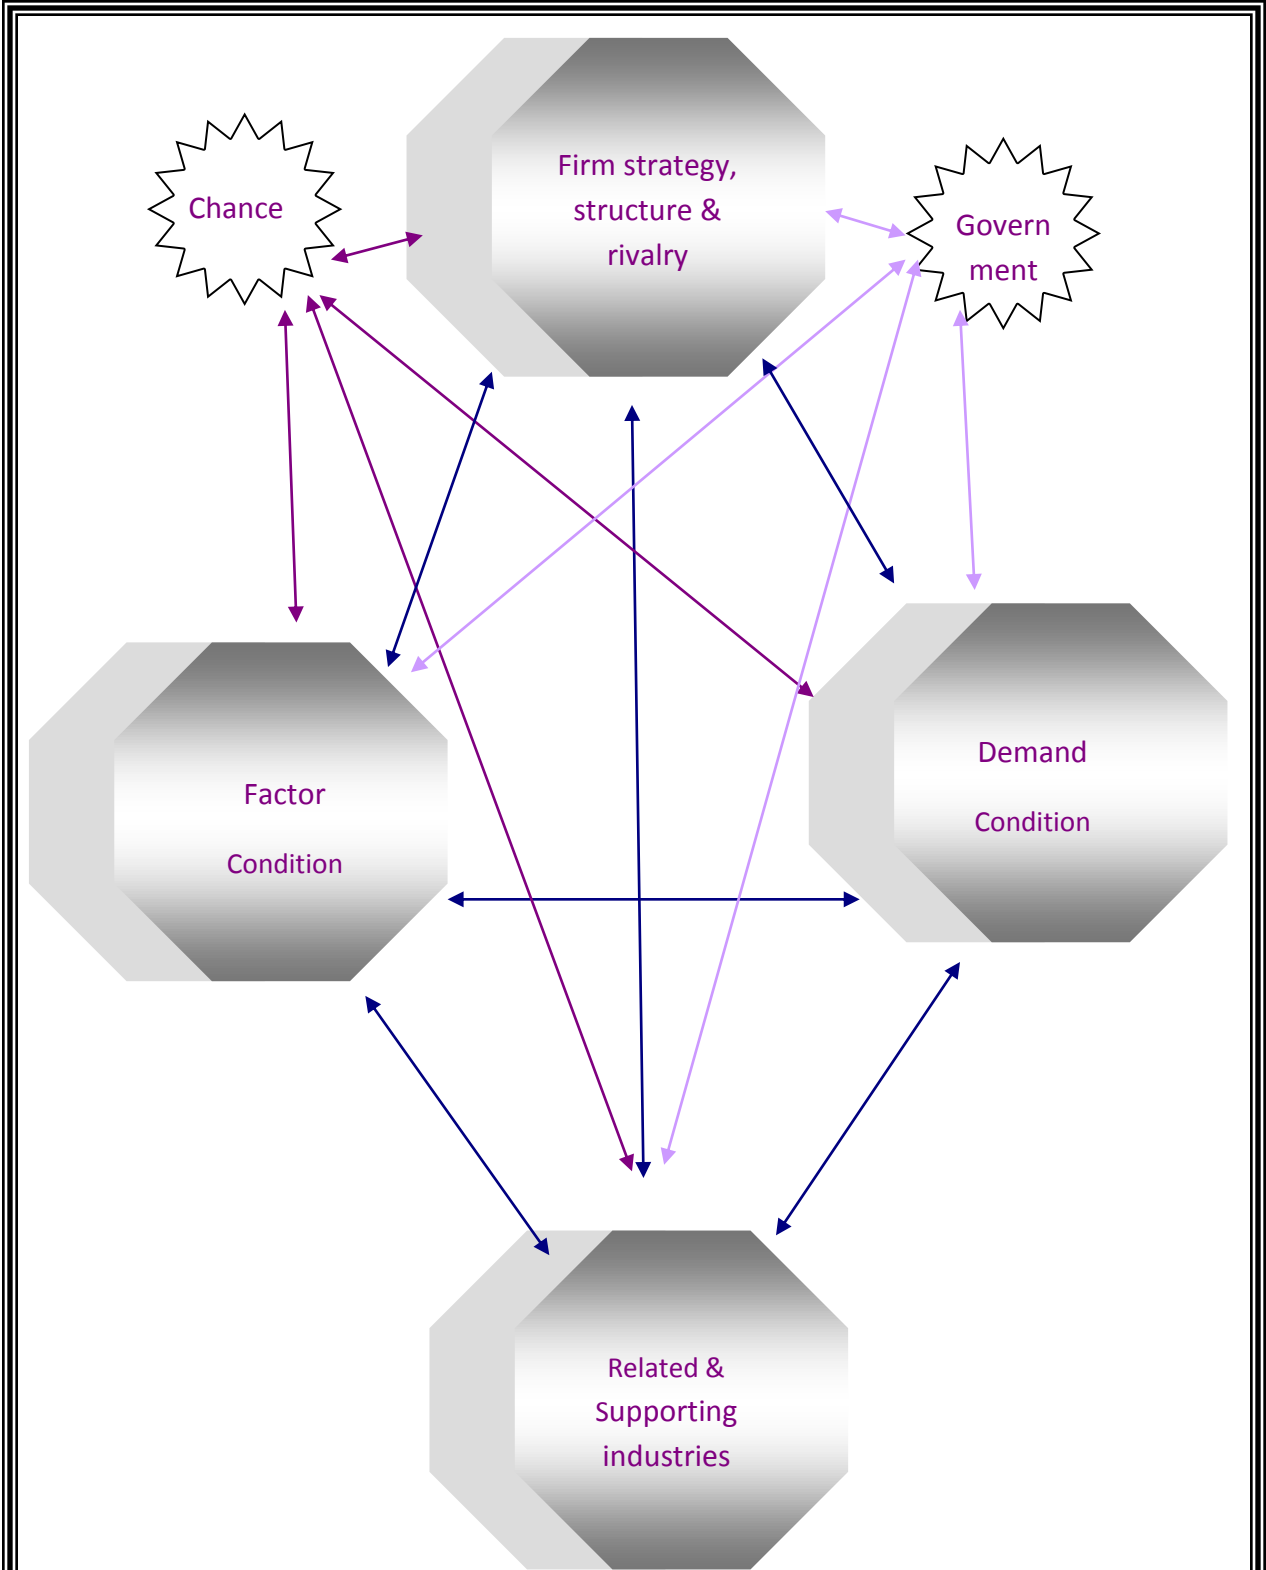 Firm strategy,
structure &
rivalry
Chance
Govern
ment
Factor
Condition
Demand
Condition
Related &
Supporting
industries